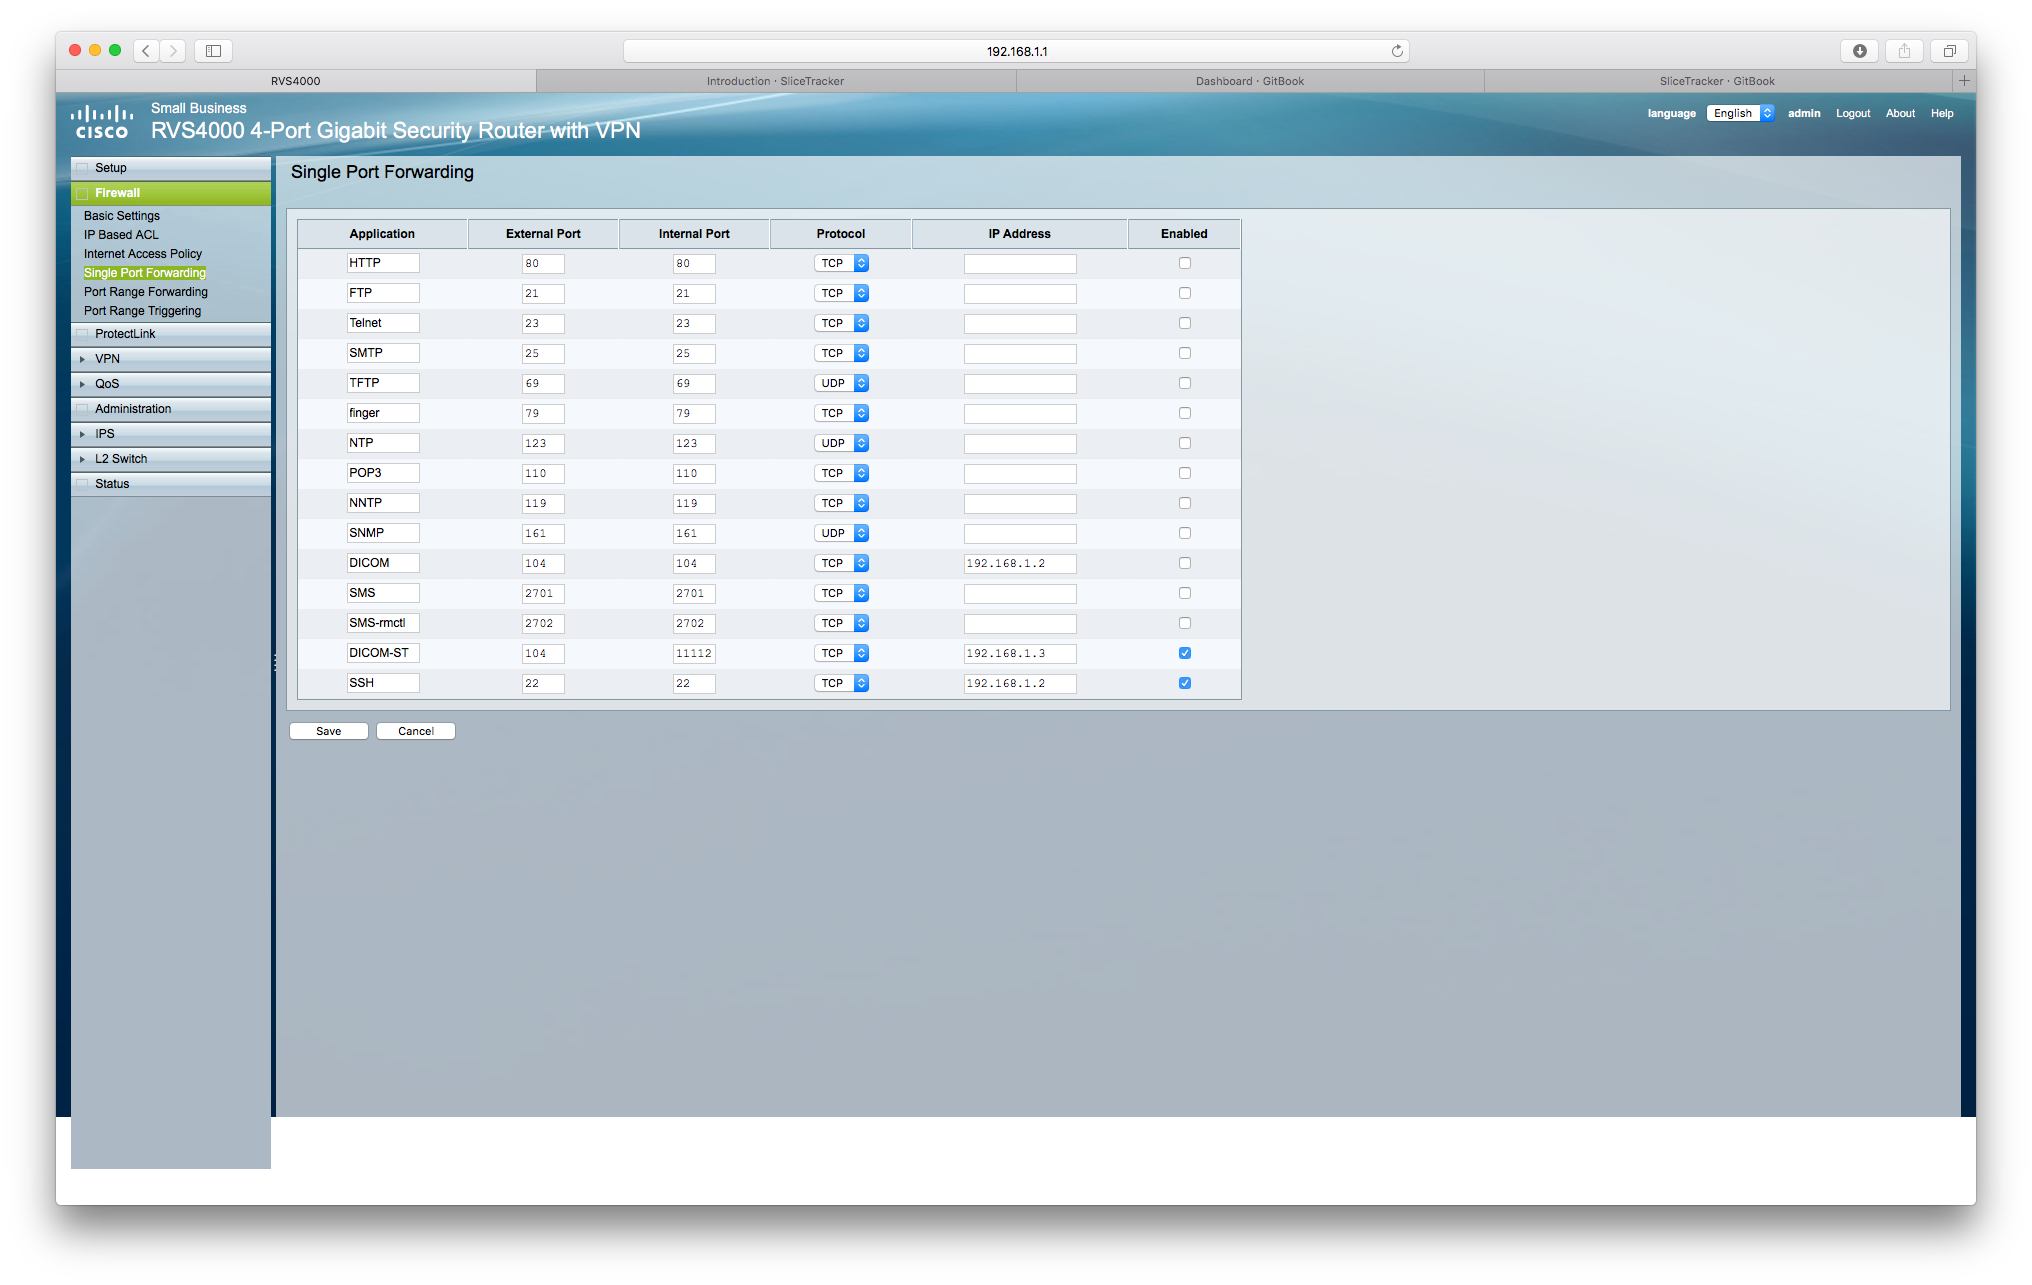 192.168.1.1
RVS4000
Introduction · SliceTracker
Dashboard · GitBook
SliceTracker · GitBook
CISCO
Small Business
RVS4000 4-Port Gigabit Security Router with VPN
language English admin Logout About Help
Setup
Firewall
Basic Settings
IP Based ACL
Internet Access Policy
Single Port Forwarding
Port Range Forwarding
Port Range Triggering
ProtectLink
VPN
QoS
Administration
IPS
L2 Switch
Status
Single Port Forwarding
Application External Port Internal Port Protocol IP Address Enabled
HTTP 80 80 TCP
FTP 21 21 TCP
Telnet 23 23 TCP
SMTP 25 25 TCP
TFTP 69 69 UDP
finger 79 79 TCP
NTP 123 123 UDP
POP3 110 110 TCP
NNTP 119 119 TCP
SNMP 161 161 UDP
DICOM 104 104 TCP 192.168.1.2
SMS 2701 2701 TCP
SMS-rmctl 2702 2702 TCP
DICOM-ST 104 11112 TCP 192.168.1.3
SSH 22 22 TCP 192.168.1.2
Save Cancel